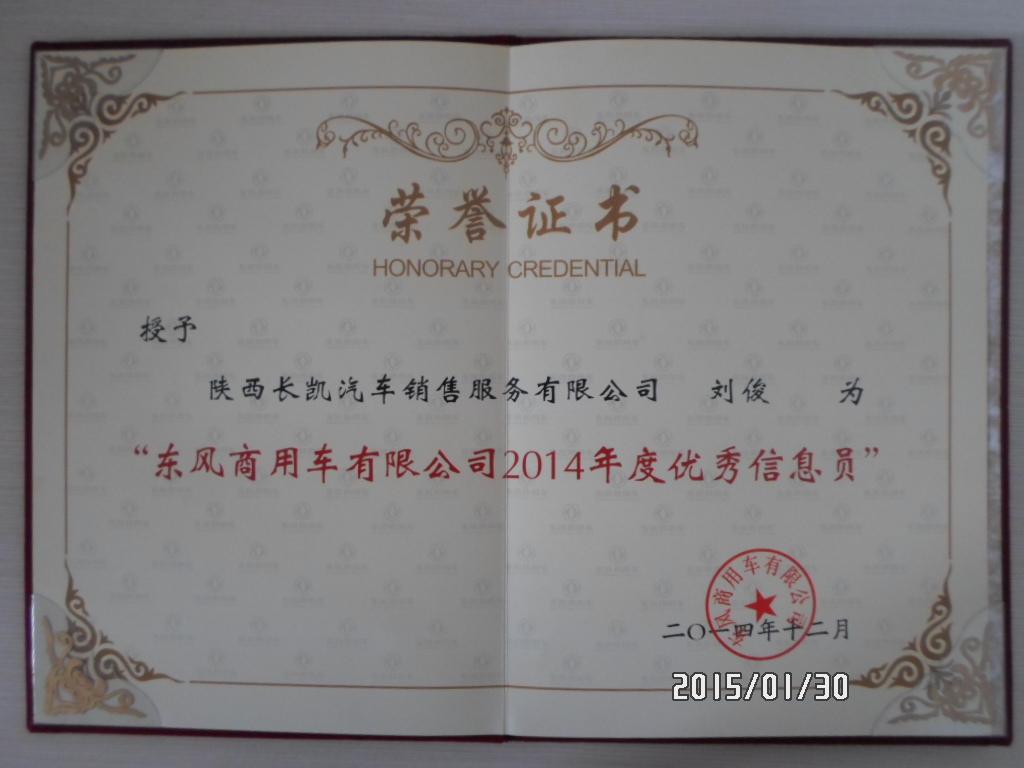 荣誉证书
HONORARY CREDENTIAL
授予
陕西长凯汽车销售服务有限公司 刘俊 为
“东风商用车有限公司2014年度优秀信息员”
东风商用车有限公司
二〇一四年十二月
2015/01/30